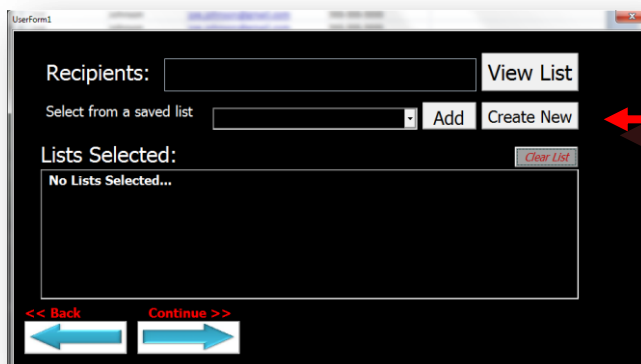 UserForm1
Recipients:
View List
Select from a saved list
Add
Create New
Lists Selected:
Clear List
No Lists Selected...
<< Back
Continue >>